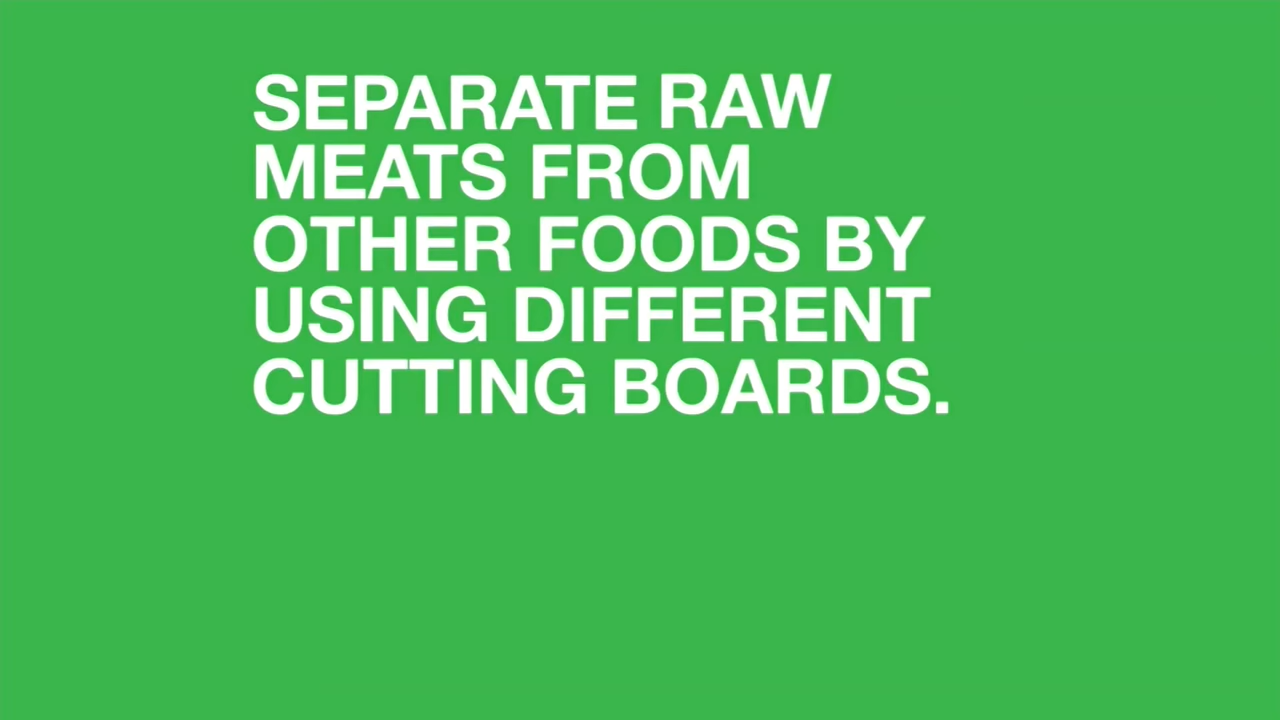 SEPARATE RAW
MEATS FROM
OTHER FOODS BY
USING DIFFERENT
CUTTING BOARDS.